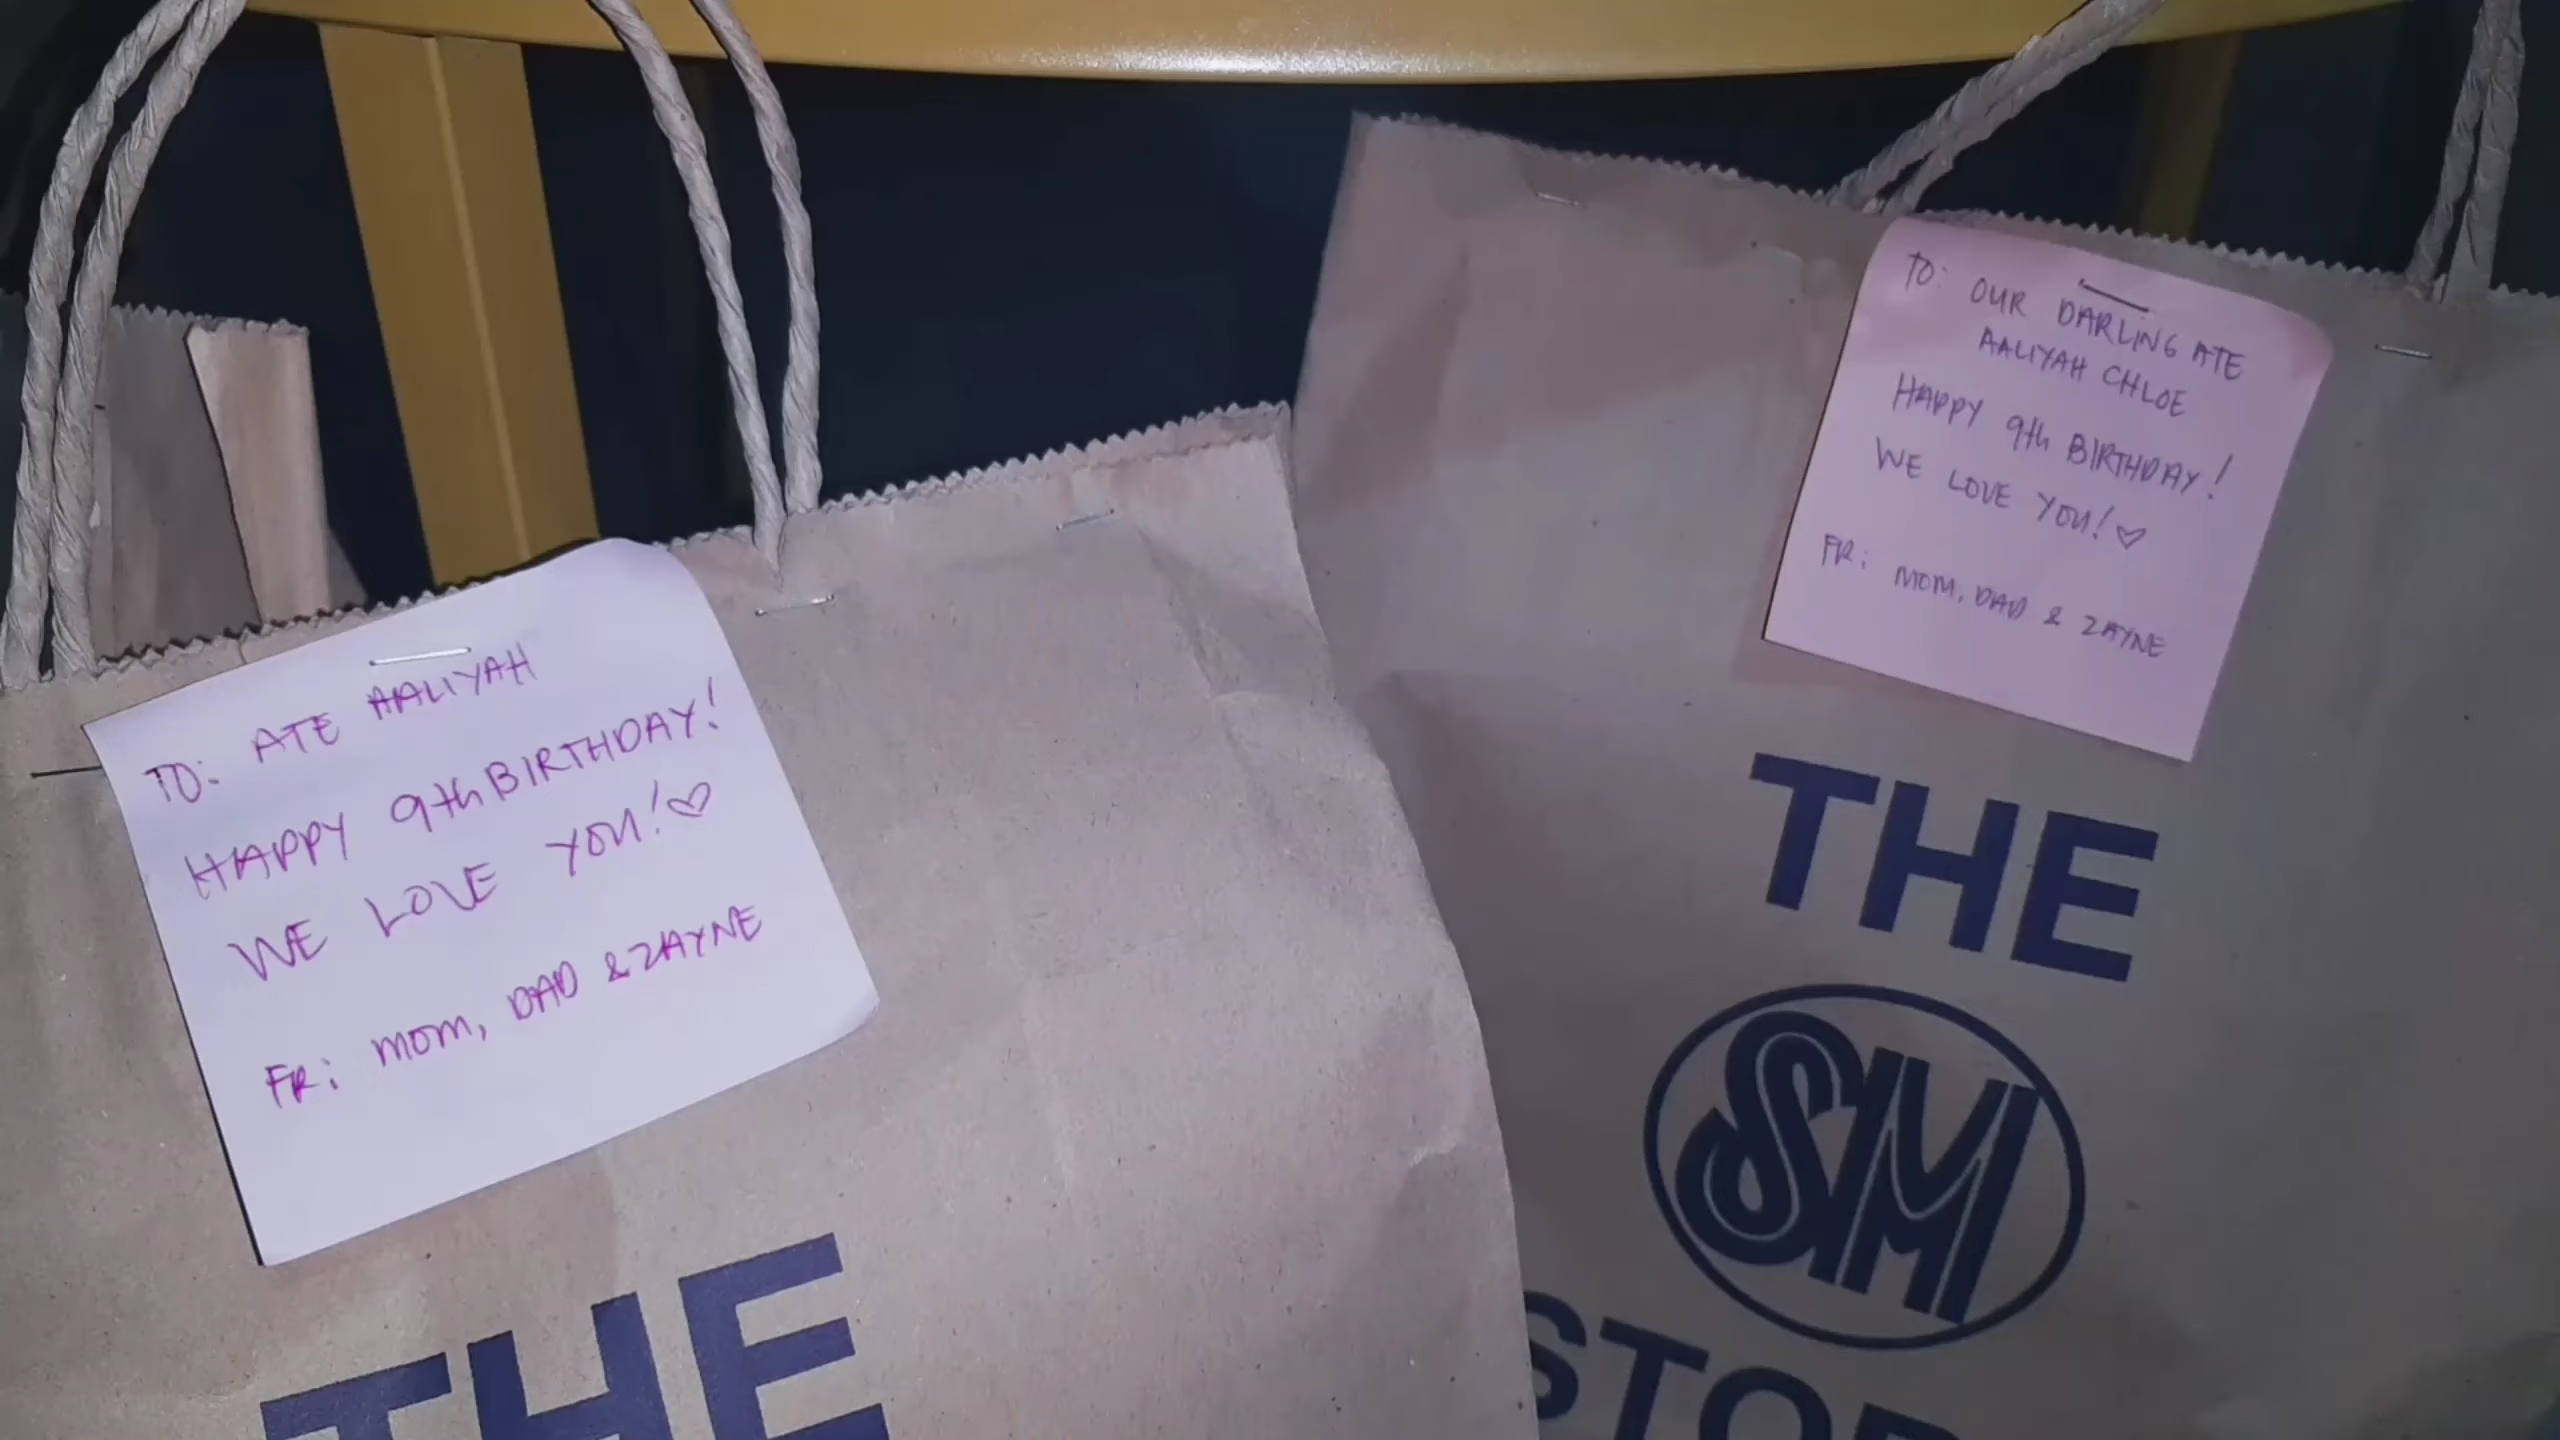 TO: ATE AALIYAH
HAPPY 9th BIRTHDAY!
WE LOVE YOU!♡
FR: MOM, DAD & ZAYNE
THE
TO: OUR DARLING ATE
AALIYAH CHLOE
HAPPY 9th BIRTHDAY!
WE LOVE YOU!♡
FR: MOM, DAD & ZAYNE
THE
SM
STOR